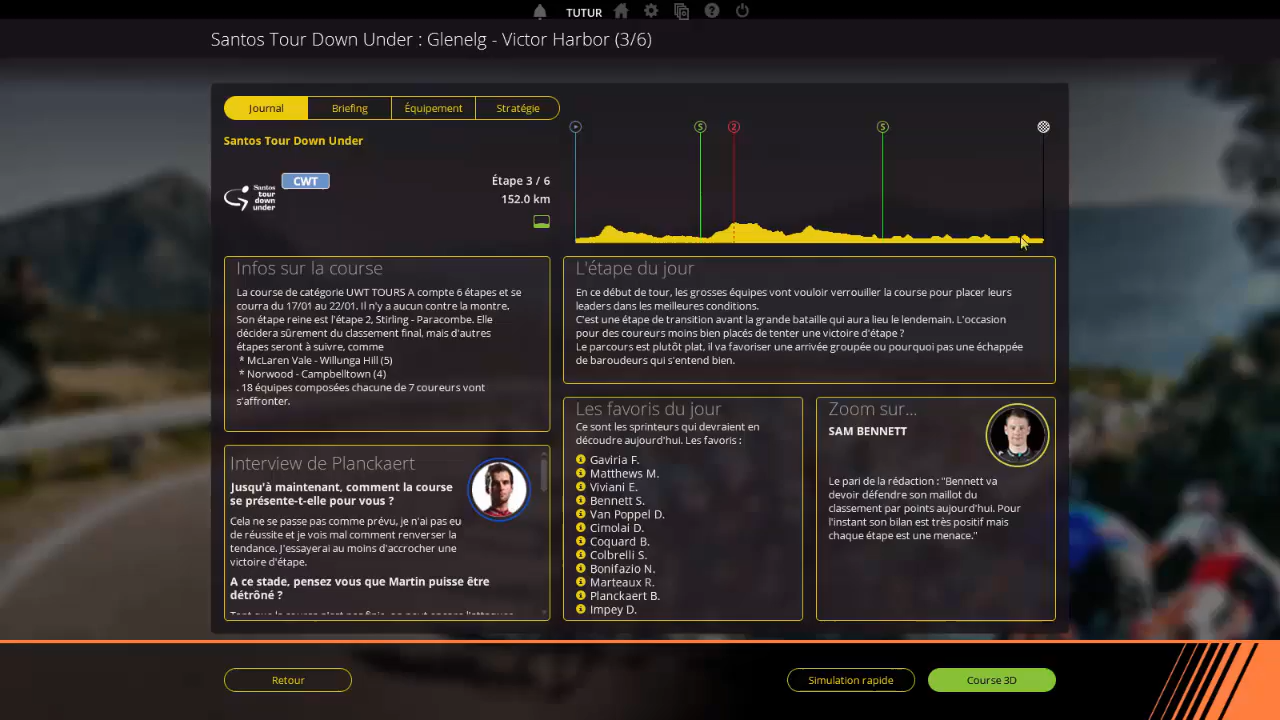 TUTUR
Santos Tour Down Under : Glenelg - Victor Harbor (3/6)
Journal
Briefing
Équipement
Stratégie
Santos Tour Down Under
Santos
tour
down
under
CWT
Étape 3 / 6
152.0 km
S
2
S
Infos sur la course
La course de catégorie UWT TOURS A compte 6 étapes et se
courra du 17/01 au 22/01. Il n'y a aucun contre la montre.
Son étape reine est l'étape 2, Stirling - Paracombe. Elle
décidera sûrement du classement final, mais d'autres
étapes seront à suivre, comme
* McLaren Vale - Willunga Hill (5)
* Norwood - Campbelltown (4)
. 18 équipes composées chacune de 7 coureurs vont
s'affronter.
L'étape du jour
En ce début de tour, les grosses équipes vont vouloir verrouiller la course pour placer leurs
leaders dans les meilleures conditions.
C'est une étape de transition avant la grande bataille qui aura lieu le lendemain. L'occasion
pour des coureurs moins bien placés de tenter une victoire d'étape ?
Le parcours est plutôt plat, il va favoriser une arrivée groupée ou pourquoi pas une échappée
de baroudeurs qui s'entend bien.
Interview de Planckaert
Jusqu'à maintenant, comment la course
se présente-t-elle pour vous ?
Cela ne se passe pas comme prévu, je n'ai pas eu
de réussite et je vois mal comment renverser la
tendance. J'essayerai au moins d'accrocher une
victoire d'étape.
A ce stade, pensez vous que Martin puisse être
détrôné ?
Les favoris du jour
Ce sont les sprinteurs qui devraient en
découdre aujourd'hui. Les favoris :
Gaviria F.
Matthews M.
Viviani E.
Bennett S.
Van Poppel D.
Cimolai D.
Coquard B.
Colbrelli S.
Bonifazio N.
Marteaux R.
Planckaert B.
Impey D.
Zoom sur...
SAM BENNETT
Le pari de la rédaction : "Bennett va
devoir défendre son maillot du
classement par points aujourd'hui. Pour
l'instant son bilan est très positif mais
chaque étape est une menace."
Retour
Simulation rapide
Course 3D